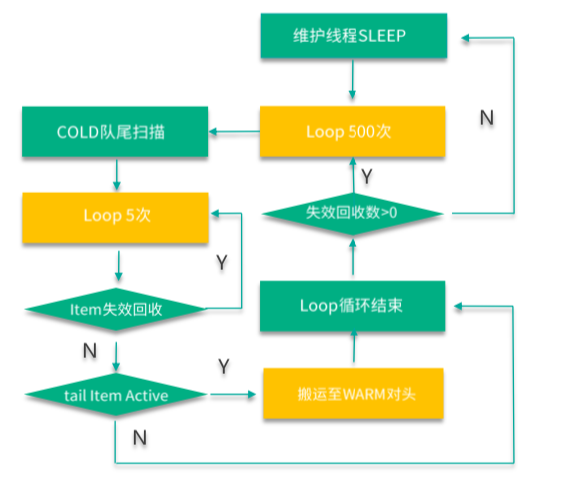 维护线程SLEEP
Loop 500次
N
COLD队尾扫描
Y
Loop 5次
失效回收数>0
Y
Item失效回收
Loop循环结束
N
Y
tail Item Active
搬运至WARM对头
N